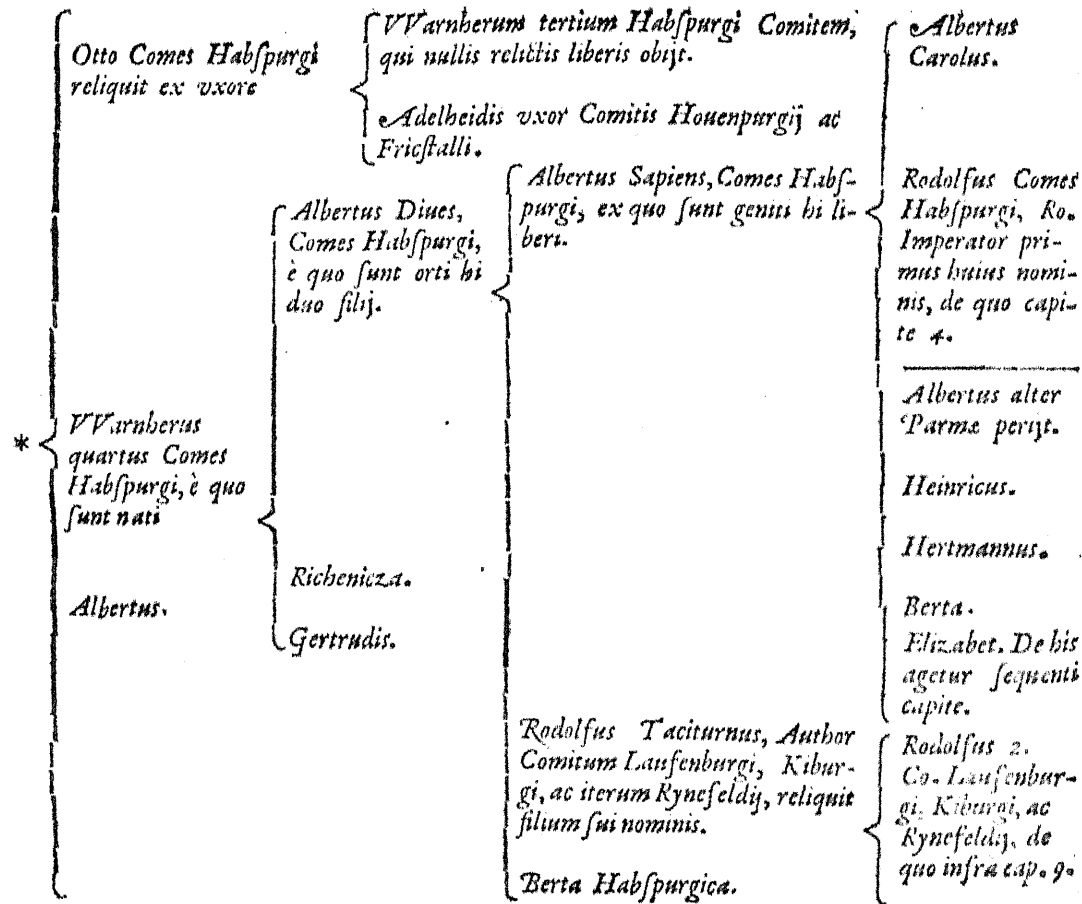 Otto Comes Habſpurgi
reliquit ex vxore
VVarnherum tertium Habſpurgi Comitem,
qui nullis relictis liberis obijt.
Adelheidis vxor Comitis Houenpurgij ac
Fricſtalli.
*
VVarnherus
quartus Comes
Habſpurgi, è quo
ſunt nati
Albertus Diues,
Comes Habſpurgi,
è quo ſunt orti hi
duo filij.
Albertus Sapiens, Comes Habſ-
purgi, ex quo ſunt geniti hi li-
beri.
Albertus
Carolus.
Rodolfus Comes
Habſpurgi, Ro.
Imperator pri-
mus huius nomi-
nis, de quo capi-
te 4.
Albertus alter
Parmæ perijt.
Heinricus.
Hertmannus.
Berta.
Elizabet. De his
agetur ſequenti
capite.
Rodolfus Taciturnus, Author
Comitum Laufenburgi, Kibur-
gi, ac iterum Rynefeldij, reliquit
filium ſui nominis.
Rodolfus 2.
Co. Laufenbur-
gi, Kiburgi, ac
Rynefeldij, de
quo infra cap. 9.
Berta Habſpurgica.
Richenicza.
Gertrudis.
Albertus.